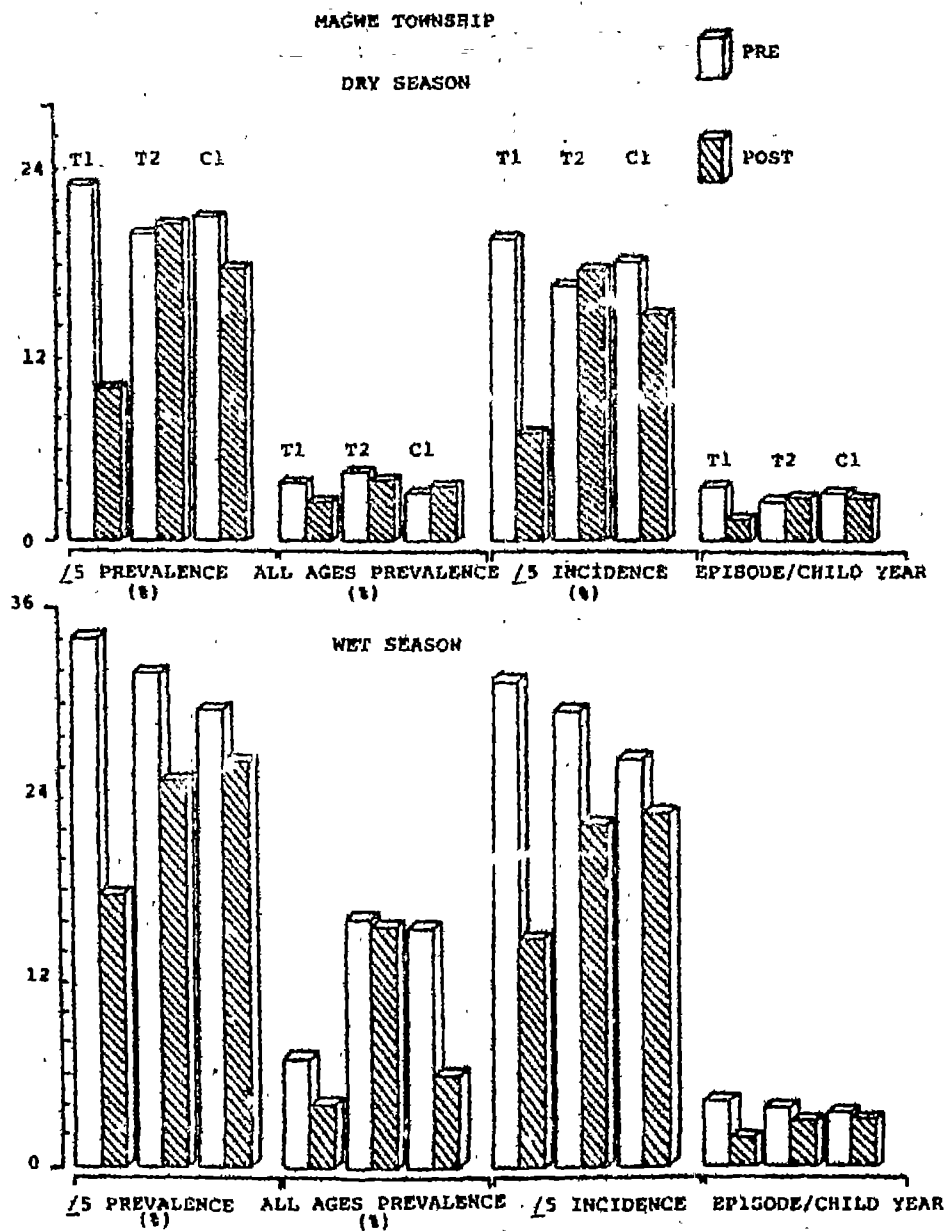 MAGWE TOWNSHIP
PRE
DRY SEASON
POST
T1 T2 C1 T1 T2 C1
24
12
T1 T2 C1 T1 T2 C1
0
/5 PREVALENCE ALL AGES PREVALENCE /5 INCIDENCE EPISODE/CHILD YEAR
(%) (%) (%)
36
WET SEASON
24
12
0
/5 PREVALENCE ALL AGES PREVALENCE /5 INCIDENCE EPISODE/CHILD YEAR
(%) (%) (%)